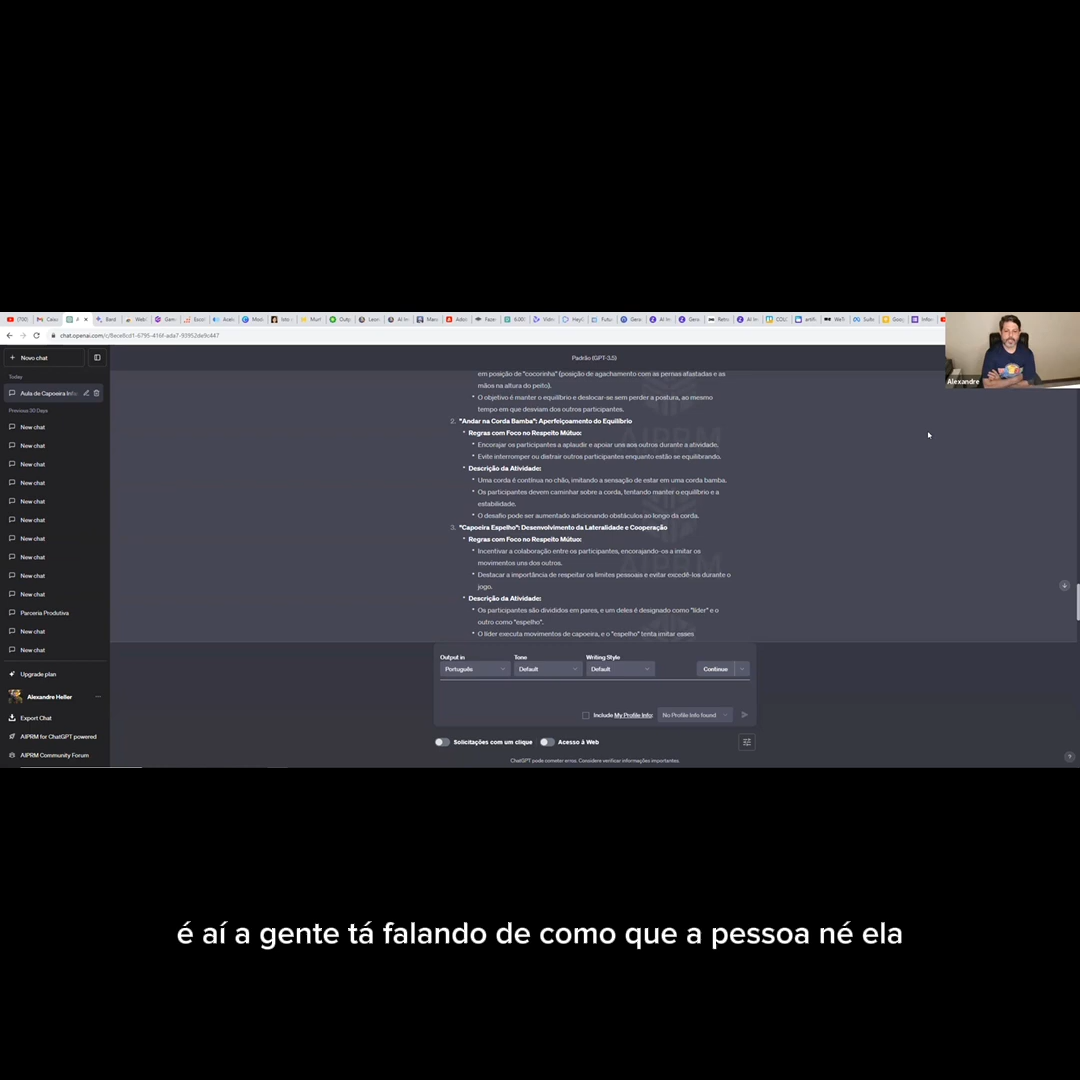 chat.openai.com/c/8ece8cd1-6795-416f-ada7-93952de9c447
Alexandre
Novo chat
Today
Aula de Capoeira Infa
Previous 30 Days
New chat
New chat
New chat
New chat
New chat
New chat
New chat
New chat
New chat
New chat
Parceria Produtiva
New chat
New chat
Upgrade plan
Alexandre Heller
Export Chat
AIPRM for ChatGPT powered
AIPRM Community Forum
Padrão (GPT-3.5)
em posição de "cocorinha" (posição de agachamento com as pernas afastadas e as
mãos na altura do peito).
O objetivo é manter o equilíbrio e deslocar-se sem perder a postura, ao mesmo
tempo em que desviam dos outros participantes.
2. "Andar na Corda Bamba": Aperfeiçoamento do Equilíbrio
Regras com Foco no Respeito Mútuo:
Encorajar os participantes a aplaudir e apoiar uns aos outros durante a atividade.
Evite interromper ou distrair outros participantes enquanto estão se equilibrando.
Descrição da Atividade:
Uma corda é contínua no chão, imitando a sensação de estar em uma corda bamba.
Os participantes devem caminhar sobre a corda, tentando manter o equilíbrio e a
estabilidade.
O desafio pode ser aumentado adicionando obstáculos ao longo da corda.
3. "Capoeira Espelho": Desenvolvimento da Lateralidade e Cooperação
Regras com Foco no Respeito Mútuo:
Incentivar a colaboração entre os participantes, encorajando-os a imitar os
movimentos uns dos outros.
Destacar a importância de respeitar os limites pessoais e evitar excedê-los durante o
jogo.
Descrição da Atividade:
Os participantes são divididos em pares, e um deles é designado como "líder" e o
outro como "espelho".
O líder executa movimentos de capoeira, e o "espelho" tenta imitar esses
AIPRM
AIPRM
Output in Tone Writing Style
Português Default Default Continue
Include My Profile Info: No Profile Info found
Solicitações com um clique Acesso à Web
ChatGPT pode cometer erros. Considere verificar informações importantes.
é aí a gente tá falando de como que a pessoa né ela